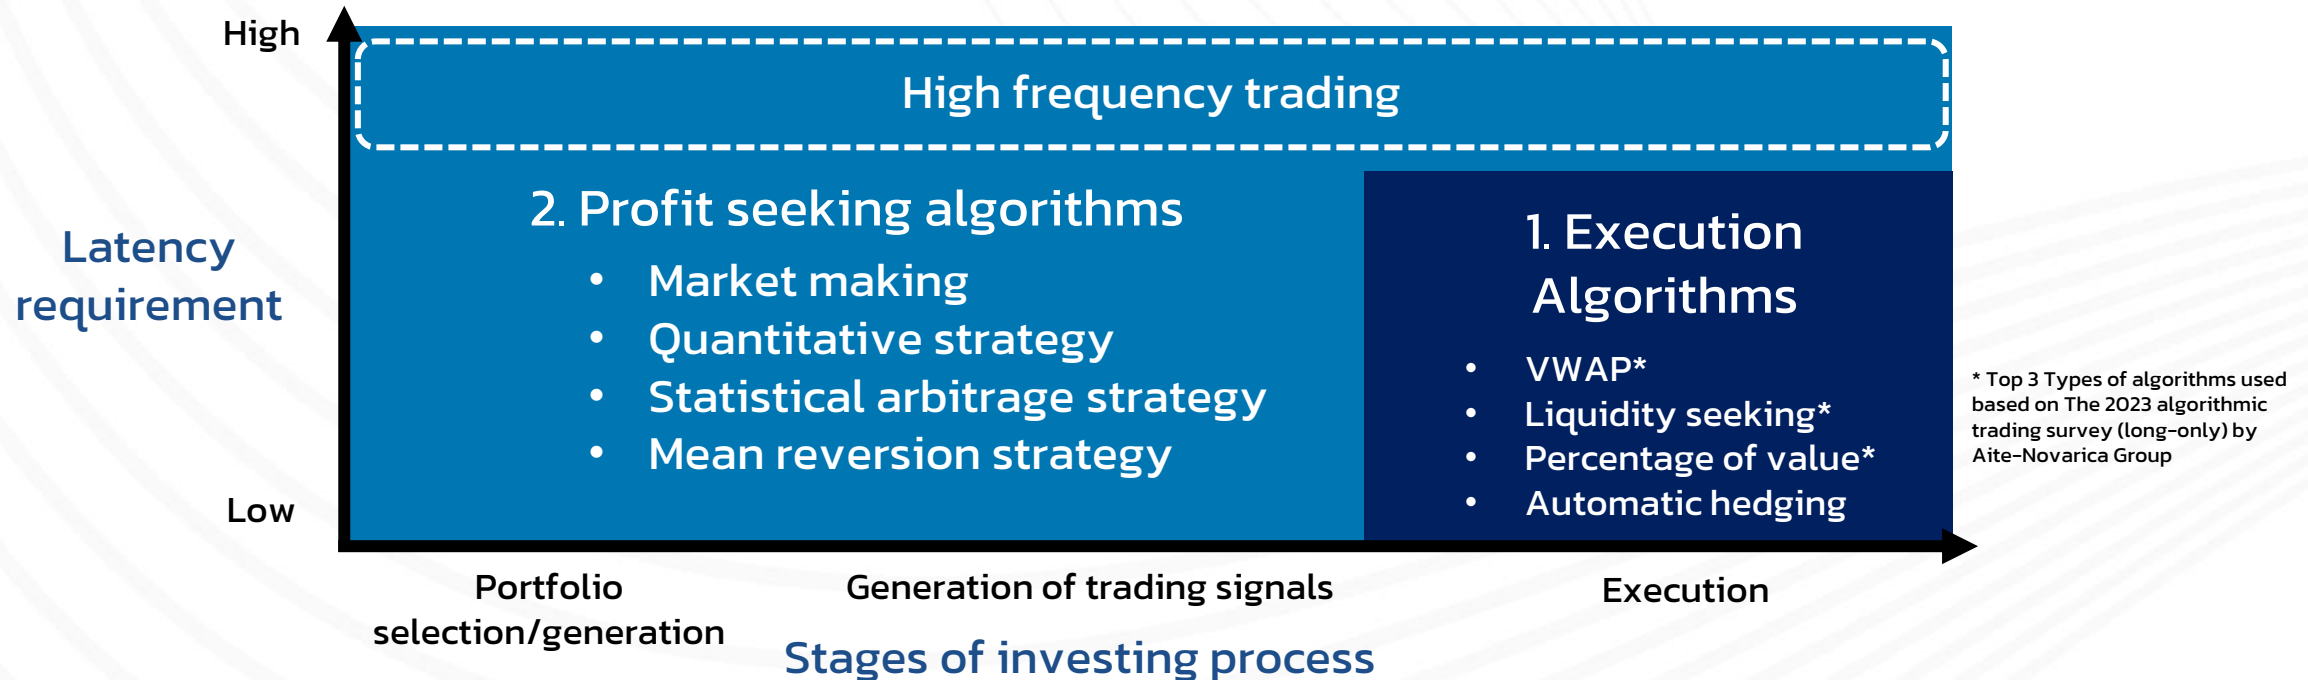 High
High frequency trading
2. Profit seeking algorithms
• Market making
• Quantitative strategy
• Statistical arbitrage strategy
• Mean reversion strategy
1. Execution
Algorithms
• VWAP*
• Liquidity seeking*
• Percentage of value*
• Automatic hedging
Latency
requirement
* Top 3 Types of algorithms used
based on The 2023 algorithmic
trading survey (long-only) by
Aite-Novarica Group
Low
Portfolio
selection/generation
Generation of trading signals
Execution
Stages of investing process